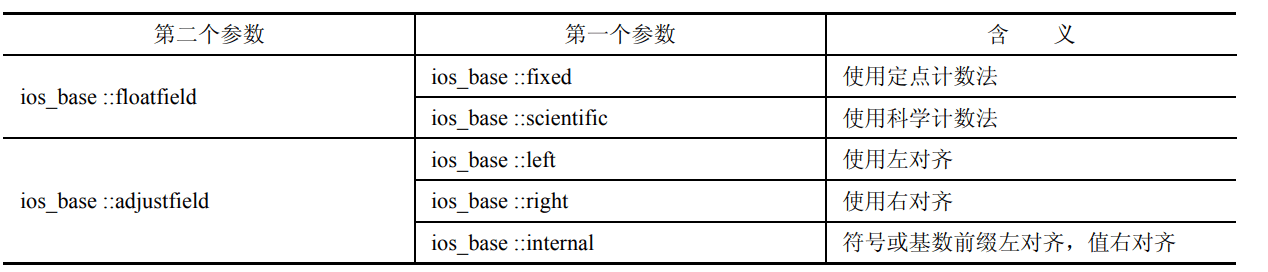 第二个参数 第一个参数 含 义
ios_base ::fixed 使用定点计数法
ios_base ::floatfield
ios_base ::scientific 使用科学计数法
ios_base ::left 使用左对齐
ios_base ::adjustfield ios_base ::right 使用右对齐
ios_base ::internal 符号或基数前缀左对齐，值右对齐